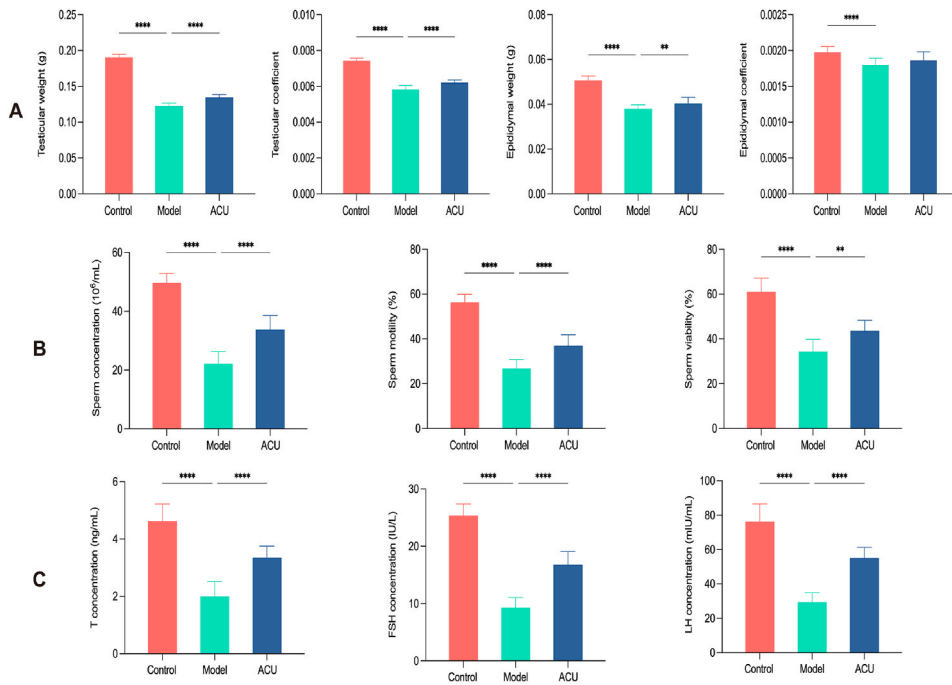 A
Testicular weight (g)
0.25
0.20
0.15
0.10
0.05
0.00
**** ****
Control Model ACU
Testicular coefficient
0.010
0.008
0.006
0.004
0.002
0.000
**** ****
Control Model ACU
Epididymal weight (g)
0.08
0.06
0.04
0.02
0.00
**** **
Control Model ACU
Epididymal coefficient
0.0025
0.0020
0.0015
0.0010
0.0005
0.0000
****
Control Model ACU
B
Sperm concentration (10⁶/mL)
60
40
20
0
**** ****
Control Model ACU
Sperm motility (%)
80
60
40
20
0
**** ****
Control Model ACU
Sperm viability (%)
80
60
40
20
0
**** **
Control Model ACU
C
T concentration (ng/mL)
6
4
2
0
**** ****
Control Model ACU
FSH concentration (IU/L)
30
20
10
0
**** ****
Control Model ACU
LH concentration (mIU/mL)
100
80
60
40
20
0
**** ****
Control Model ACU